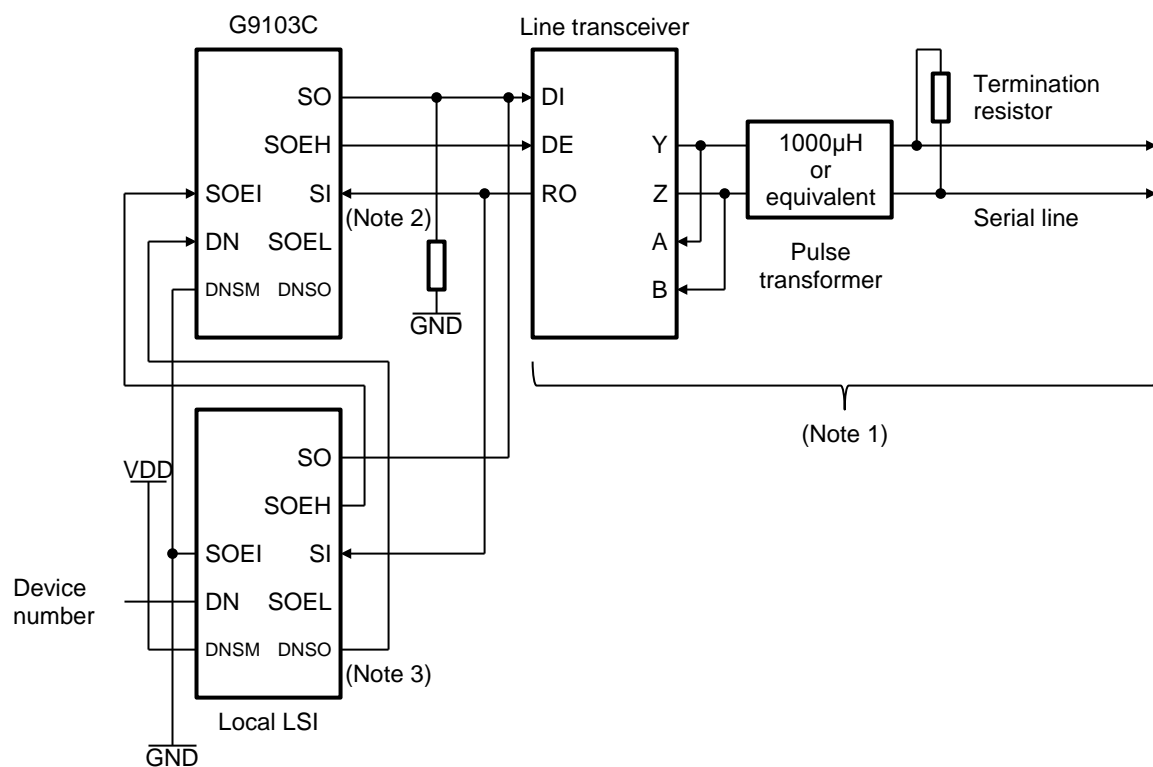 G9103C
Line transceiver
SO
DI
Termination
resistor
SOEH
DE
Y
1000µH
or
equivalent
SOEI
SI
RO
Z
(Note 2)
Serial line
DN
SOEL
A
Pulse
transformer
DNSM
DNSO
B
GND
(Note 1)
VDD
SO
SOEH
SOEI
SI
Device
number
DN
SOEL
DNSM
DNSO
(Note 3)
Local LSI
GND